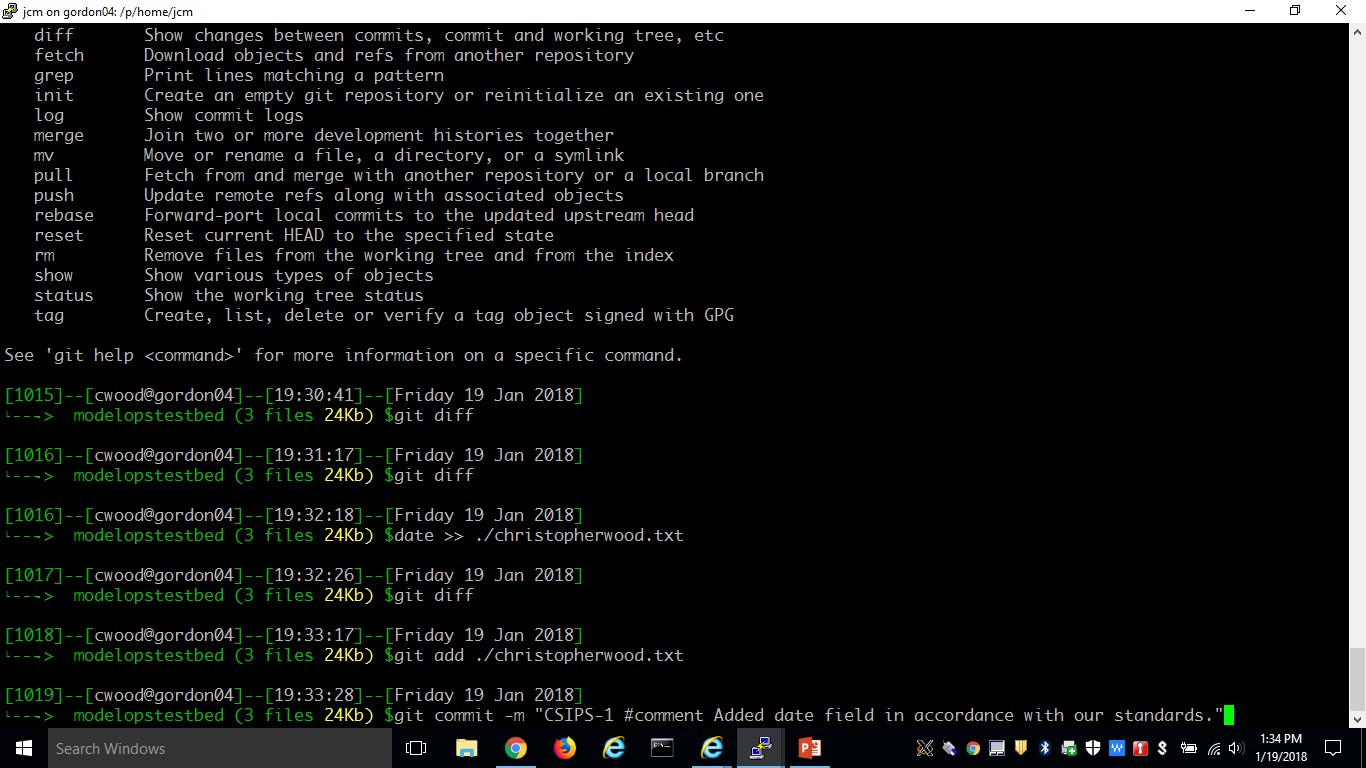 jcm on gordon04: /p/home/jcm
diff Show changes between commits, commit and working tree, etc
fetch Download objects and refs from another repository
grep Print lines matching a pattern
init Create an empty git repository or reinitialize an existing one
log Show commit logs
merge Join two or more development histories together
mv Move or rename a file, a directory, or a symlink
pull Fetch from and merge with another repository or a local branch
push Update remote refs along with associated objects
rebase Forward-port local commits to the updated upstream head
reset Reset current HEAD to the specified state
rm Remove files from the working tree and from the index
show Show various types of objects
status Show the working tree status
tag Create, list, delete or verify a tag object signed with GPG
See 'git help <command>' for more information on a specific command.
[1015]--[cwood@gordon04]--[19:30:41]--[Friday 19 Jan 2018]
'---> modelopstestbed (3 files 24Kb) $git diff
[1016]--[cwood@gordon04]--[19:31:17]--[Friday 19 Jan 2018]
'---> modelopstestbed (3 files 24Kb) $git diff
[1016]--[cwood@gordon04]--[19:32:18]--[Friday 19 Jan 2018]
'---> modelopstestbed (3 files 24Kb) $date >> ./christopherwood.txt
[1017]--[cwood@gordon04]--[19:32:26]--[Friday 19 Jan 2018]
'---> modelopstestbed (3 files 24Kb) $git diff
[1018]--[cwood@gordon04]--[19:33:17]--[Friday 19 Jan 2018]
'---> modelopstestbed (3 files 24Kb) $git add ./christopherwood.txt
[1019]--[cwood@gordon04]--[19:33:28]--[Friday 19 Jan 2018]
'---> modelopstestbed (3 files 24Kb) $git commit -m "CSIPS-1 #comment Added date field in accordance with our standards."
Search Windows
1:34 PM
1/19/2018